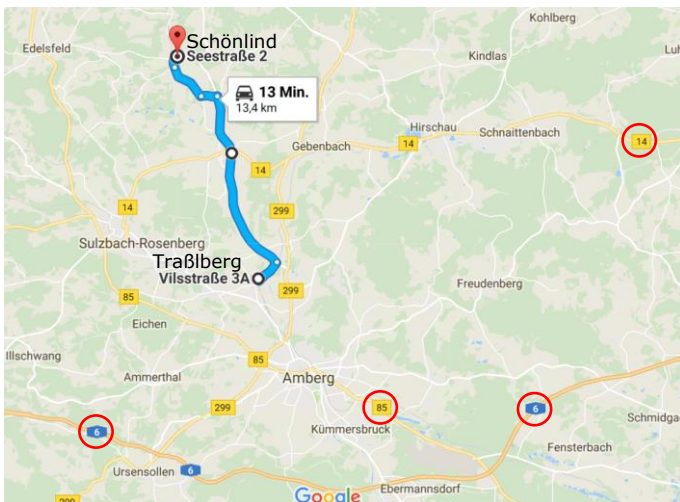 Kohlberg
Edelsfeld
Schönlind
Seestraße 2
Kindlas
Luh
13 Min.
13,4 km
Hirschau
Schnaittenbach
14
Gebenbach
14
14
14
299
Sulzbach-Rosenberg
Traßlberg
Vilsstraße 3A
299
Freudenberg
85
Eichen
Illschwang
85
Ammerthal
Amberg
299
85
6
Schmidga
6
Kümmersbruck
Fensterbach
Ursensollen
6
Ebermannsdorf
299
Google